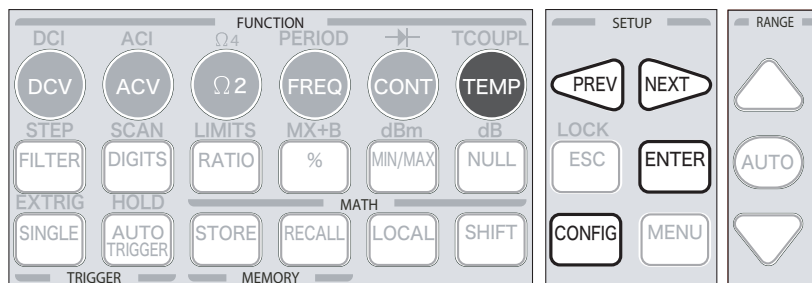 FUNCTION
DCI ACI Ω4 PERIOD TCOUPL
DCV ACV Ω2 FREQ CONT TEMP
STEP SCAN LIMITS MX+B dBm dB
FILTER DIGITS RATIO % MIN/MAX NULL
EXTRIG HOLD MATH
SINGLE AUTO TRIGGER STORE RECALL LOCAL SHIFT
TRIGGER MEMORY
SETUP
PREV NEXT
LOCK
ESC ENTER
CONFIG MENU
RANGE
AUTO